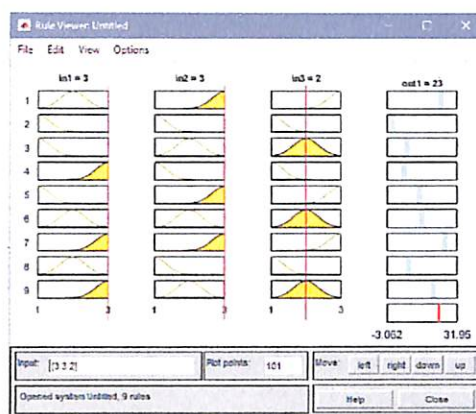 Rule Viewer: Untitled
File Edit View Options
in1 = 3 in2 = 3 in3 = 2 out1 = 23
1
2
3
4
5
6
7
8
9
1 3 1 3 1 3
-3.062 31.95
Input: [3 3 2] Plot points: 101 Move: left right down up
Opened system Untitled, 9 rules Help Close